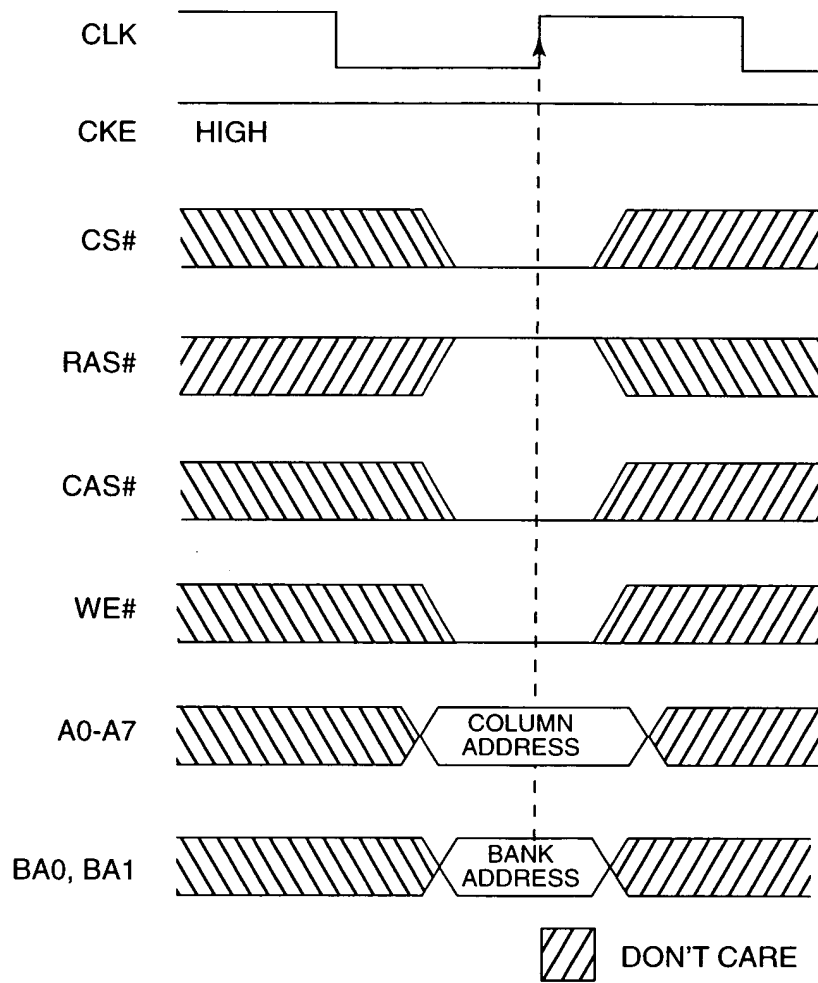 CLK
CKE HIGH
CS#
RAS#
CAS#
WE#
A0-A7 COLUMN ADDRESS
BA0, BA1 BANK ADDRESS
DON'T CARE